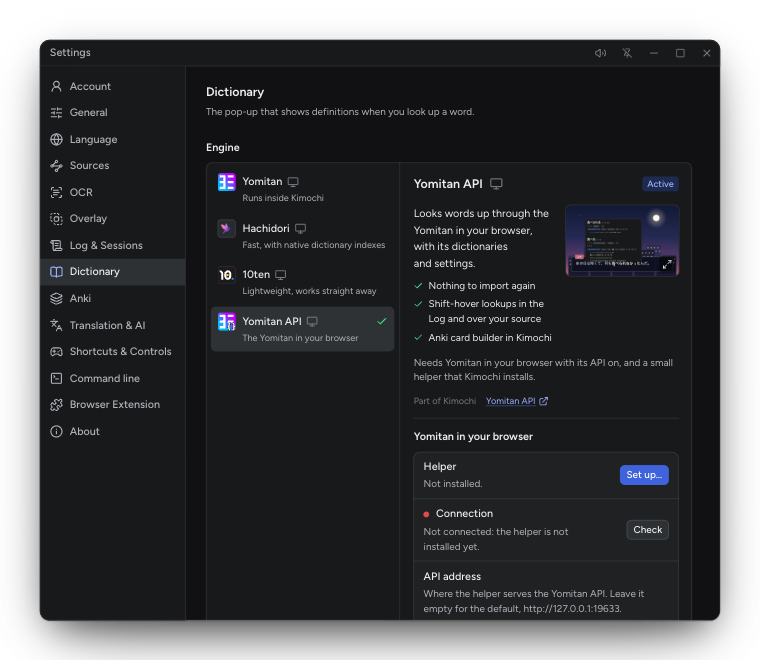 Settings
Account
General
Language
Sources
OCR
Overlay
Log & Sessions
Dictionary
Anki
Translation & AI
Shortcuts & Controls
Command line
Browser Extension
About
Dictionary
The pop-up that shows definitions when you look up a word.
Engine
Yomitan
Runs inside Kimochi
Hachidori
Fast, with native dictionary indexes
10
10ten
Lightweight, works straight away
Yomitan API
The Yomitan in your browser
Yomitan API
Active
Looks words up through the
Yomitan in your browser,
with its dictionaries
and settings.
Nothing to import again
Shift-hover lookups in the
Log and over your source
Anki card builder in Kimochi
Needs Yomitan in your browser with its API on, and a small
helper that Kimochi installs.
Part of Kimochi
Yomitan API
Yomitan in your browser
Helper
Not installed.
Set up...
Connection
Not connected: the helper is not
installed yet.
Check
API address
Where the helper serves the Yomitan API. Leave it
empty for the default, http://127.0.0.1:19633.